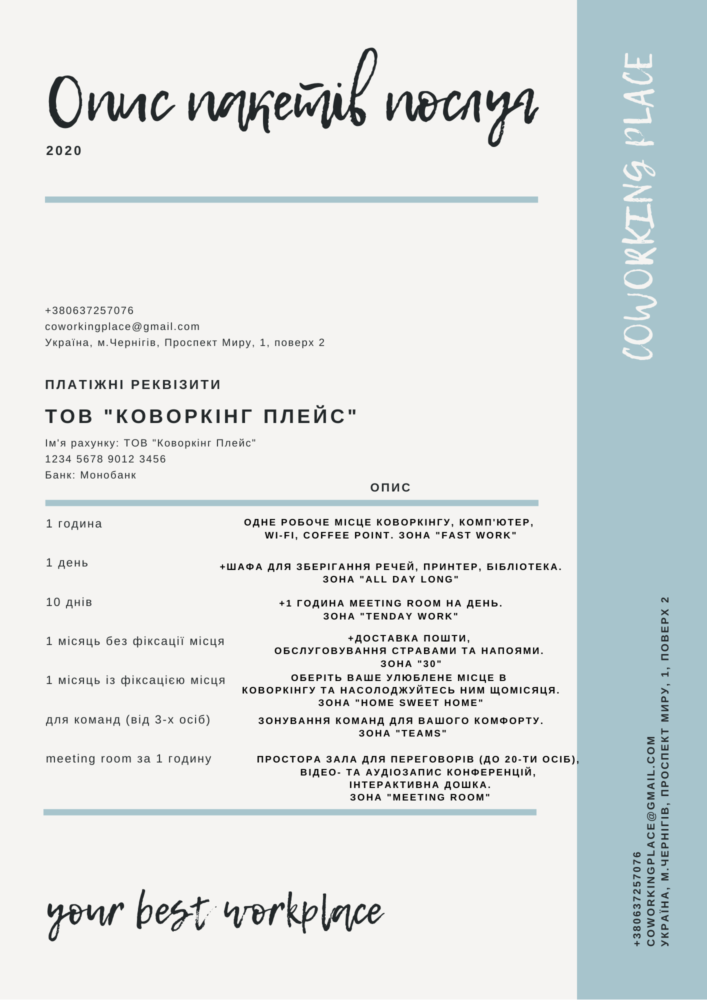 Опис пакетів послуг
2020
+380637257076
coworkingplace@gmail.com
Україна, м.Чернігів, Проспект Миру, 1, поверх 2
ПЛАТІЖНІ РЕКВІЗИТИ
ТОВ "КОВОРКІНГ ПЛЕЙС"
Ім'я рахунку: ТОВ "Коворкінг Плейс"
1234 5678 9012 3456
Банк: Монобанк
ОПИС
1 година
ОДНЕ РОБОЧЕ МІСЦЕ КОВОРКІНГУ, КОМП'ЮТЕР,
WI-FI, COFFEE POINT. ЗОНА "FAST WORK"
1 день
+ШАФА ДЛЯ ЗБЕРІГАННЯ РЕЧЕЙ, ПРИНТЕР, БІБЛІОТЕКА.
ЗОНА "ALL DAY LONG"
10 днів
+1 ГОДИНА MEETING ROOM НА ДЕНЬ.
ЗОНА "TENDAY WORK"
1 місяць без фіксації місця
+ДОСТАВКА ПОШТИ,
ОБСЛУГОВУВАННЯ СТРАВАМИ ТА НАПОЯМИ.
ЗОНА "30"
1 місяць із фіксацією місця
ОБЕРІТЬ ВАШЕ УЛЮБЛЕНЕ МІСЦЕ В
КОВОРКІНГУ ТА НАСОЛОДЖУЙТЕСЬ НИМ ЩОМІСЯЦЯ.
ЗОНА "HOME SWEET HOME"
для команд (від 3-х осіб)
ЗОНУВАННЯ КОМАНД ДЛЯ ВАШОГО КОМФОРТУ.
ЗОНА "TEAMS"
meeting room за 1 годину
ПРОСТОРА ЗАЛА ДЛЯ ПЕРЕГОВОРІВ (ДО 20-ТИ ОСІБ),
ВІДЕО- ТА АУДІОЗАПИС КОНФЕРЕНЦІЙ,
ІНТЕРАКТИВНА ДОШКА.
ЗОНА "MEETING ROOM"
your best workplace
COWORKING PLACE
+380637257076
COWORKINGPLACE@GMAIL.COM
УКРАЇНА, М.ЧЕРНІГІВ, ПРОСПЕКТ МИРУ, 1, ПОВЕРХ 2